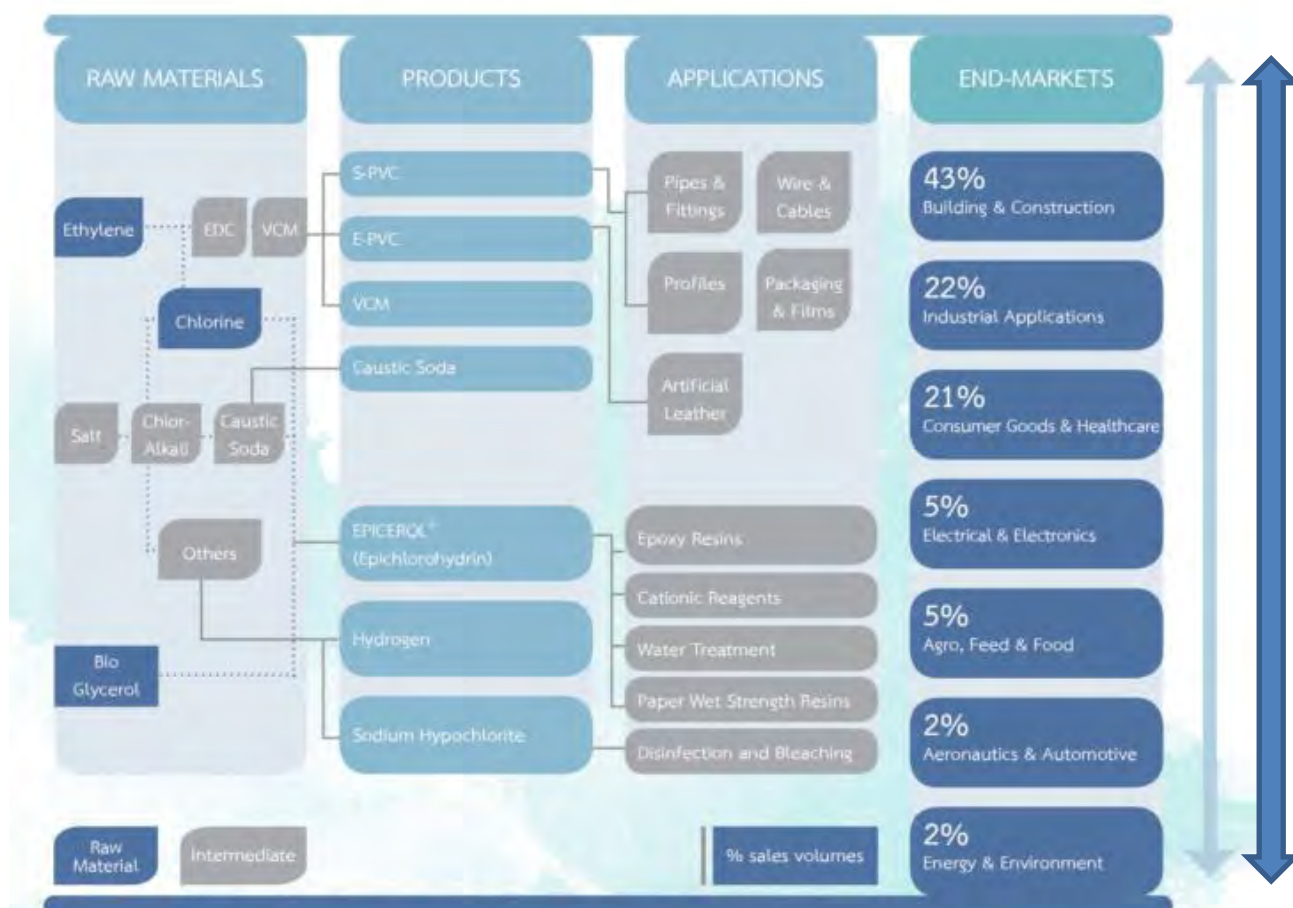 RAW MATERIALS
PRODUCTS
APPLICATIONS
END-MARKETS
Ethylene
EDC
VCM
Chlorine
Salt
Chlor-
Alkali
Caustic
Soda
Others
Bio
Glycerol
S-PVC
E-PVC
VCM
Caustic Soda
EPICEROL®
(Epichlorohydrin)
Hydrogen
Sodium Hypochlorite
Pipes &
Fittings
Wire &
Cables
Profiles
Packaging
& Films
Artificial
Leather
Epoxy Resins
Cationic Reagents
Water Treatment
Paper Wet Strength Resins
Disinfection and Bleaching
43%
Building & Construction
22%
Industrial Applications
21%
Consumer Goods & Healthcare
5%
Electrical & Electronics
5%
Agro, Feed & Food
2%
Aeronautics & Automotive
2%
Energy & Environment
Raw
Material
Intermediate
% sales volumes